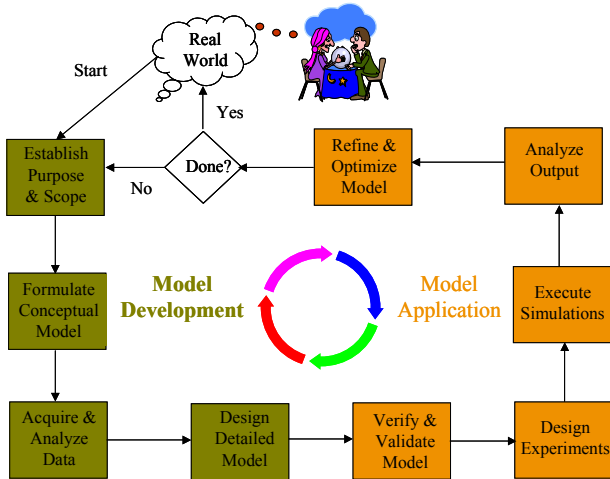 Real
World
Start
Yes
Establish
Purpose
& Scope
No
Done?
Refine &
Optimize
Model
Analyze
Output
Formulate
Conceptual
Model
Model
Development
Model
Application
Execute
Simulations
Acquire &
Analyze
Data
Design
Detailed
Model
Verify &
Validate
Model
Design
Experiments